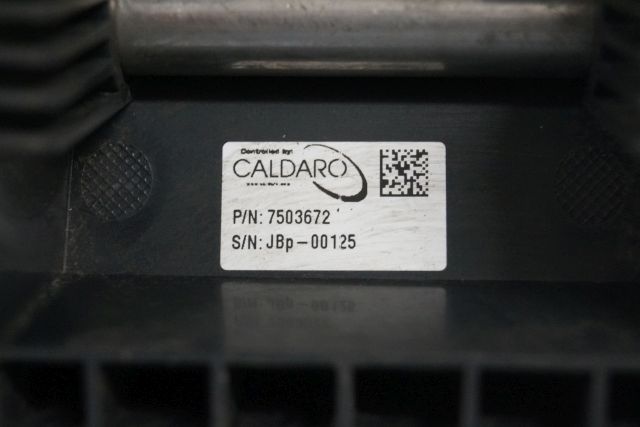 Controlled by:
CALDARO
P/N: 7503672
S/N: JBp-00125